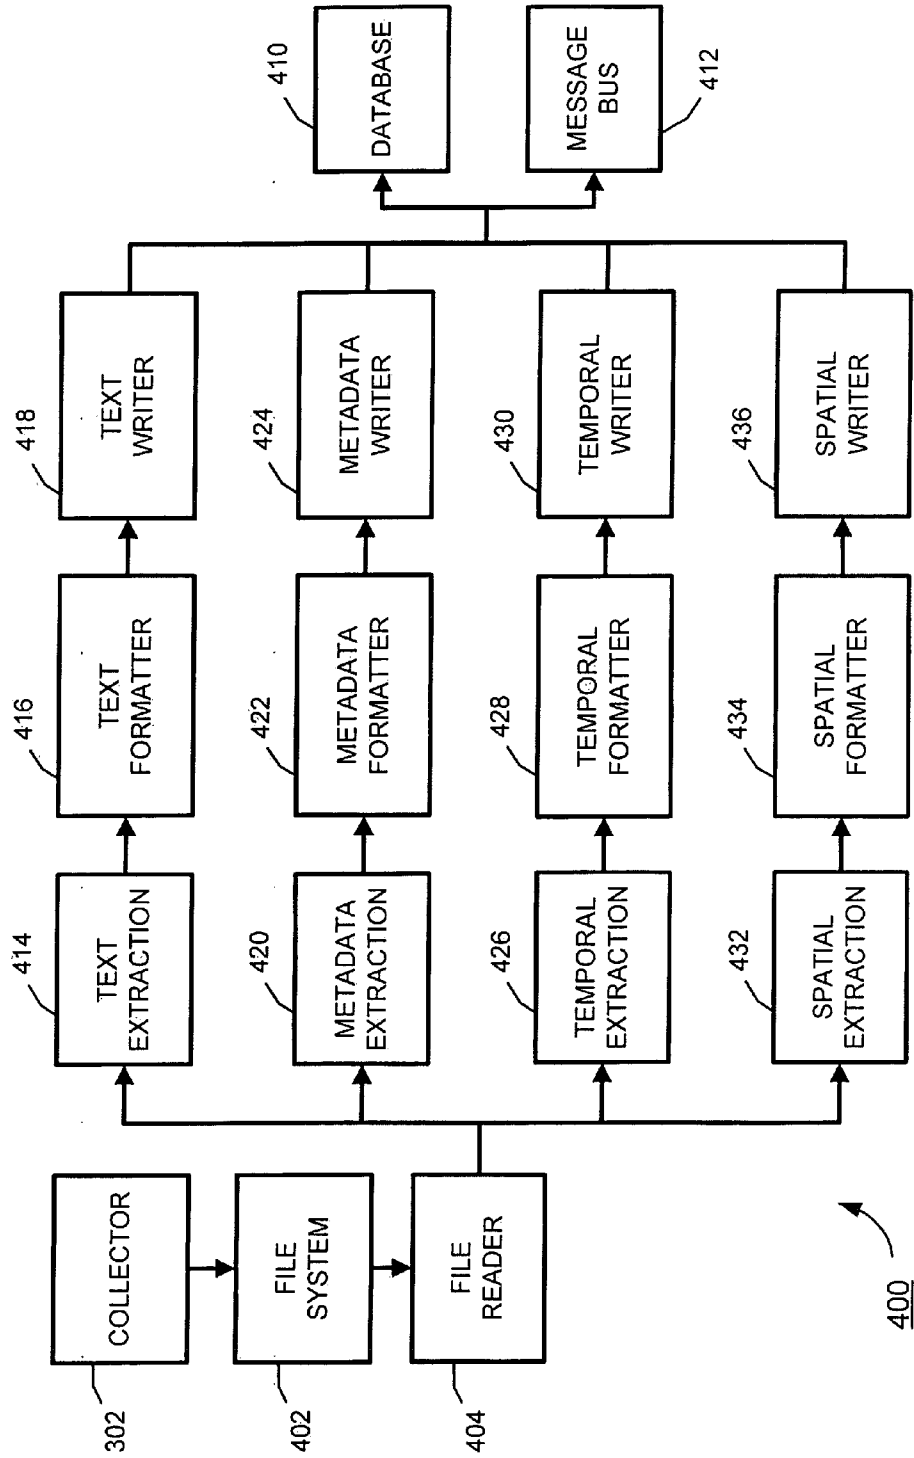 302
COLLECTOR
402
FILE
SYSTEM
404
FILE
READER
414
TEXT
EXTRACTION
416
TEXT
FORMATTER
418
TEXT
WRITER
420
METADATA
EXTRACTION
422
METADATA
FORMATTER
424
METADATA
WRITER
426
TEMPORAL
EXTRACTION
428
TEMPORAL
FORMATTER
430
TEMPORAL
WRITER
432
SPATIAL
EXTRACTION
434
SPATIAL
FORMATTER
436
SPATIAL
WRITER
410
DATABASE
MESSAGE
BUS
412
400